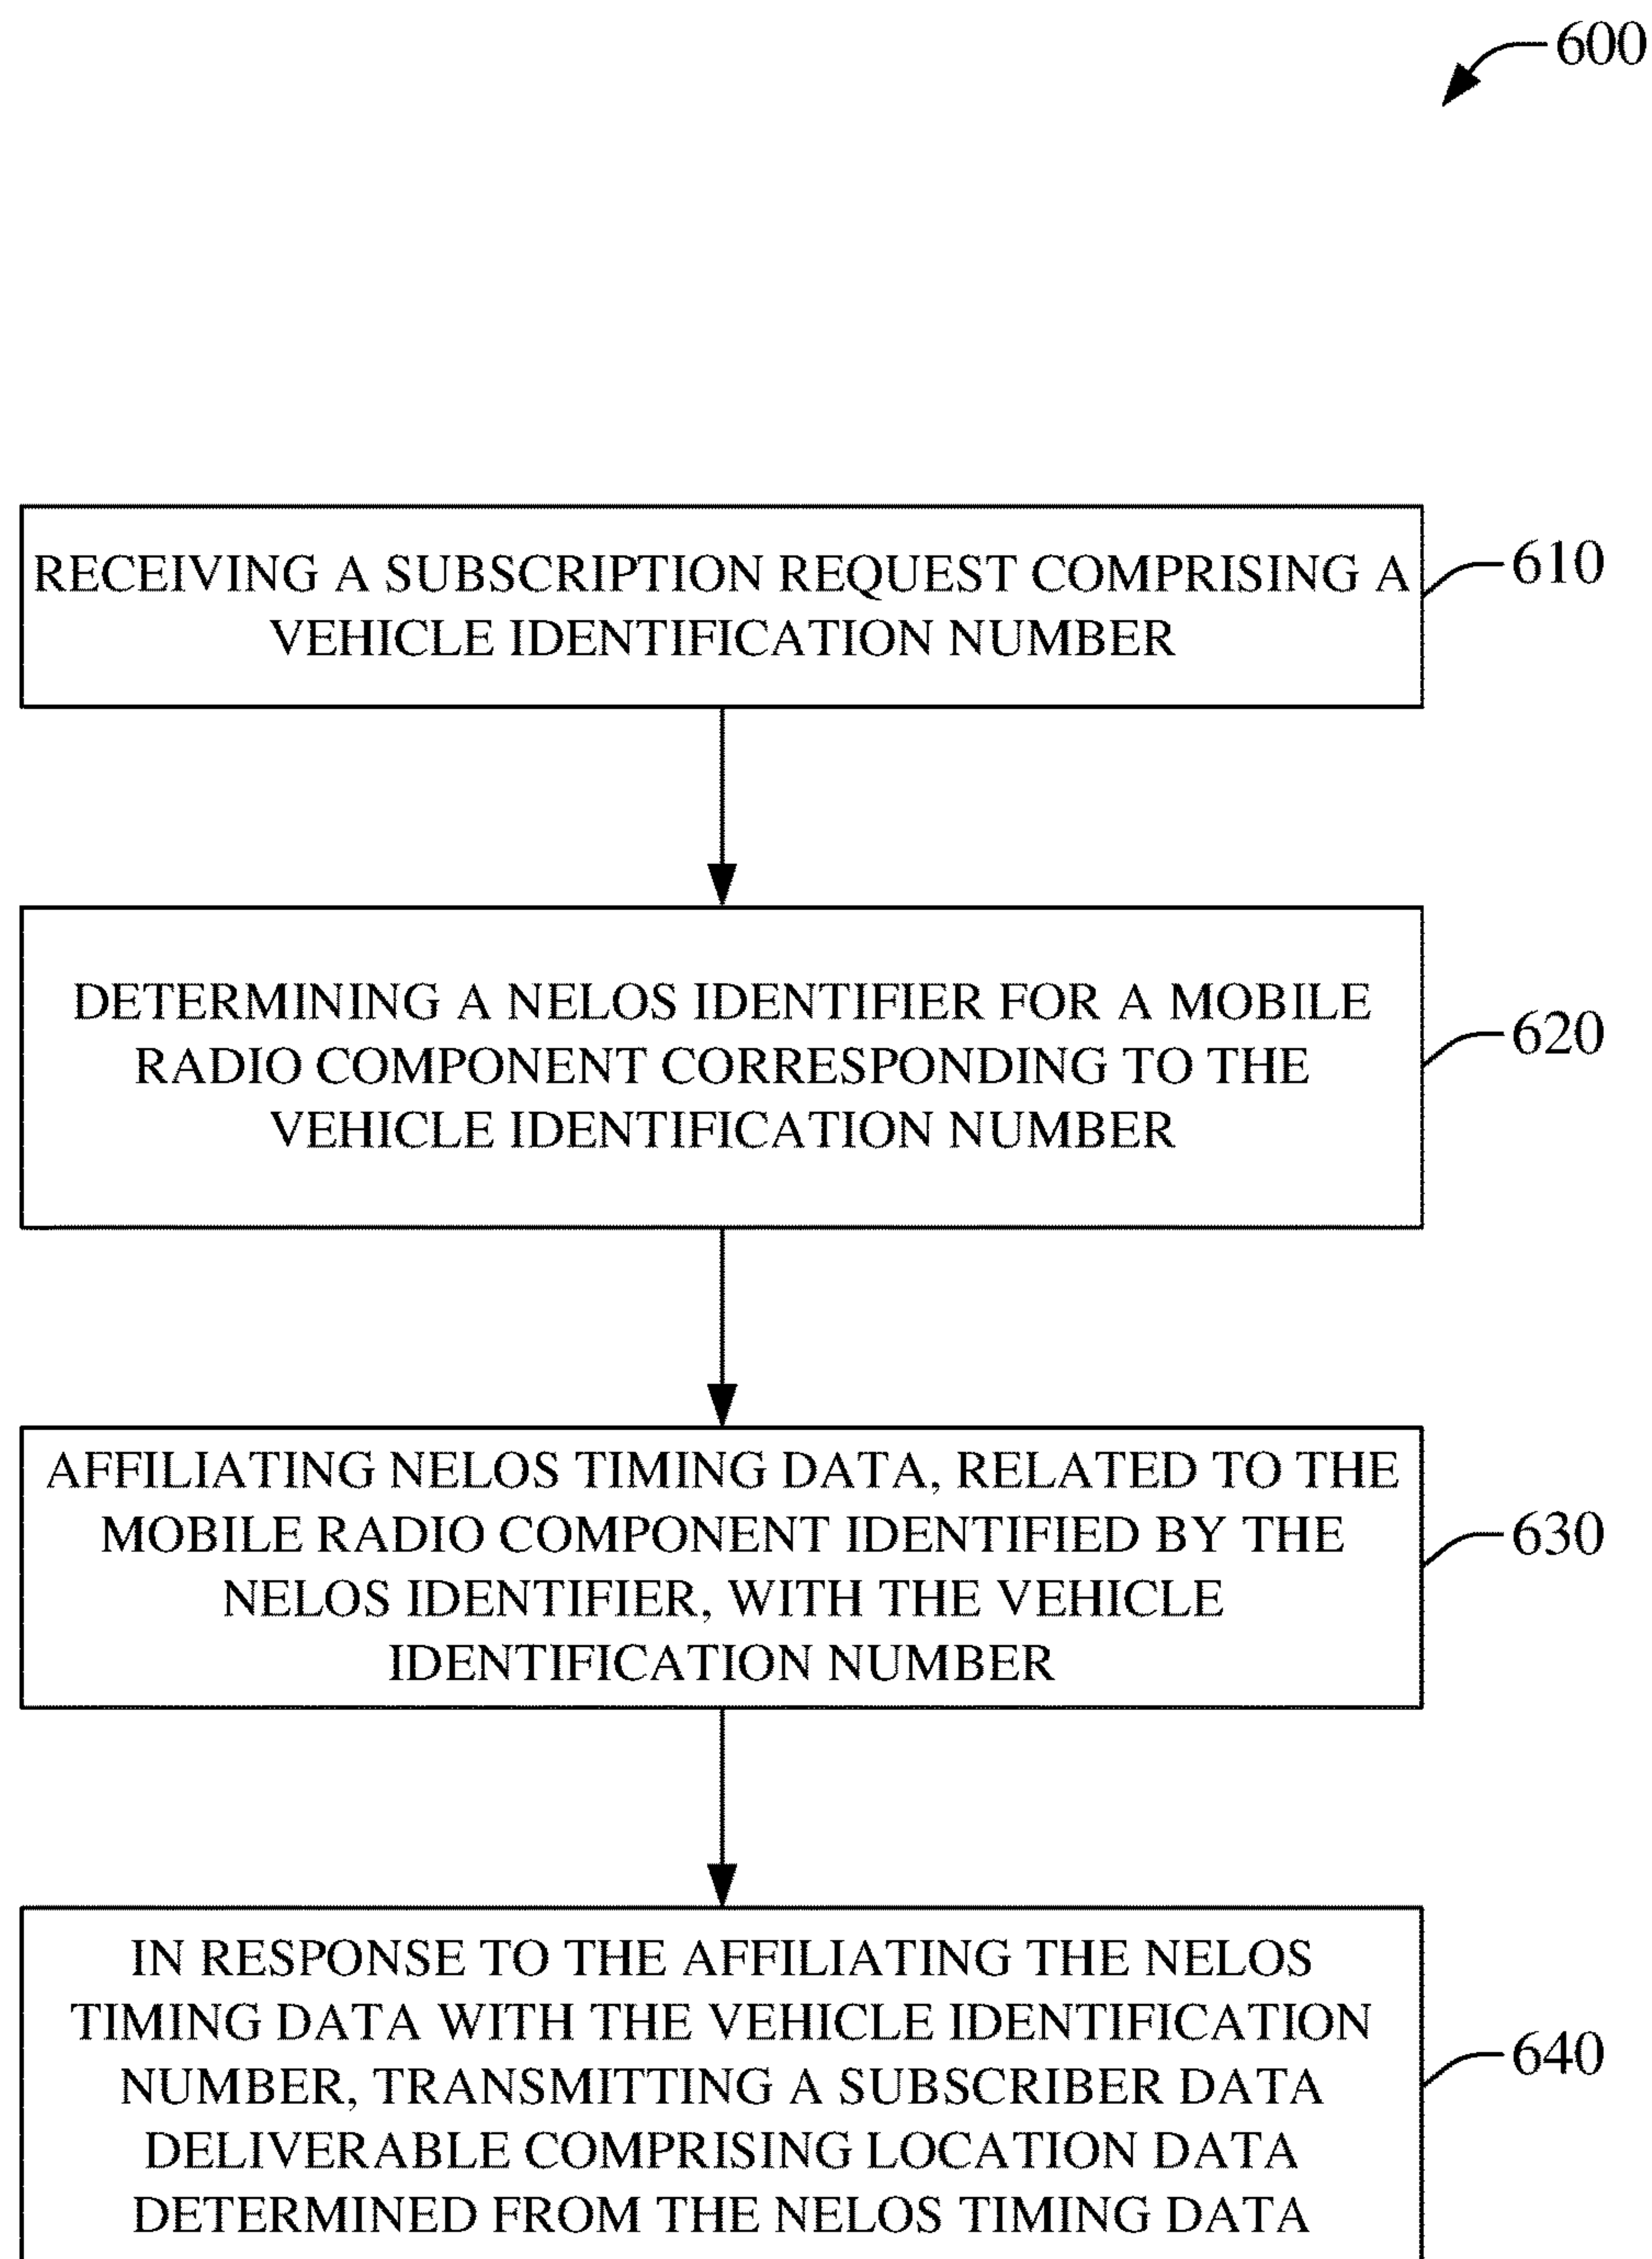 600
RECEIVING A SUBSCRIPTION REQUEST COMPRISING A
VEHICLE IDENTIFICATION NUMBER
610
DETERMINING A NELOS IDENTIFIER FOR A MOBILE
RADIO COMPONENT CORRESPONDING TO THE
VEHICLE IDENTIFICATION NUMBER
620
AFFILIATING NELOS TIMING DATA, RELATED TO THE
MOBILE RADIO COMPONENT IDENTIFIED BY THE
NELOS IDENTIFIER, WITH THE VEHICLE
IDENTIFICATION NUMBER
630
IN RESPONSE TO THE AFFILIATING THE NELOS
TIMING DATA WITH THE VEHICLE IDENTIFICATION
NUMBER, TRANSMITTING A SUBSCRIBER DATA
DELIVERABLE COMPRISING LOCATION DATA
DETERMINED FROM THE NELOS TIMING DATA
640